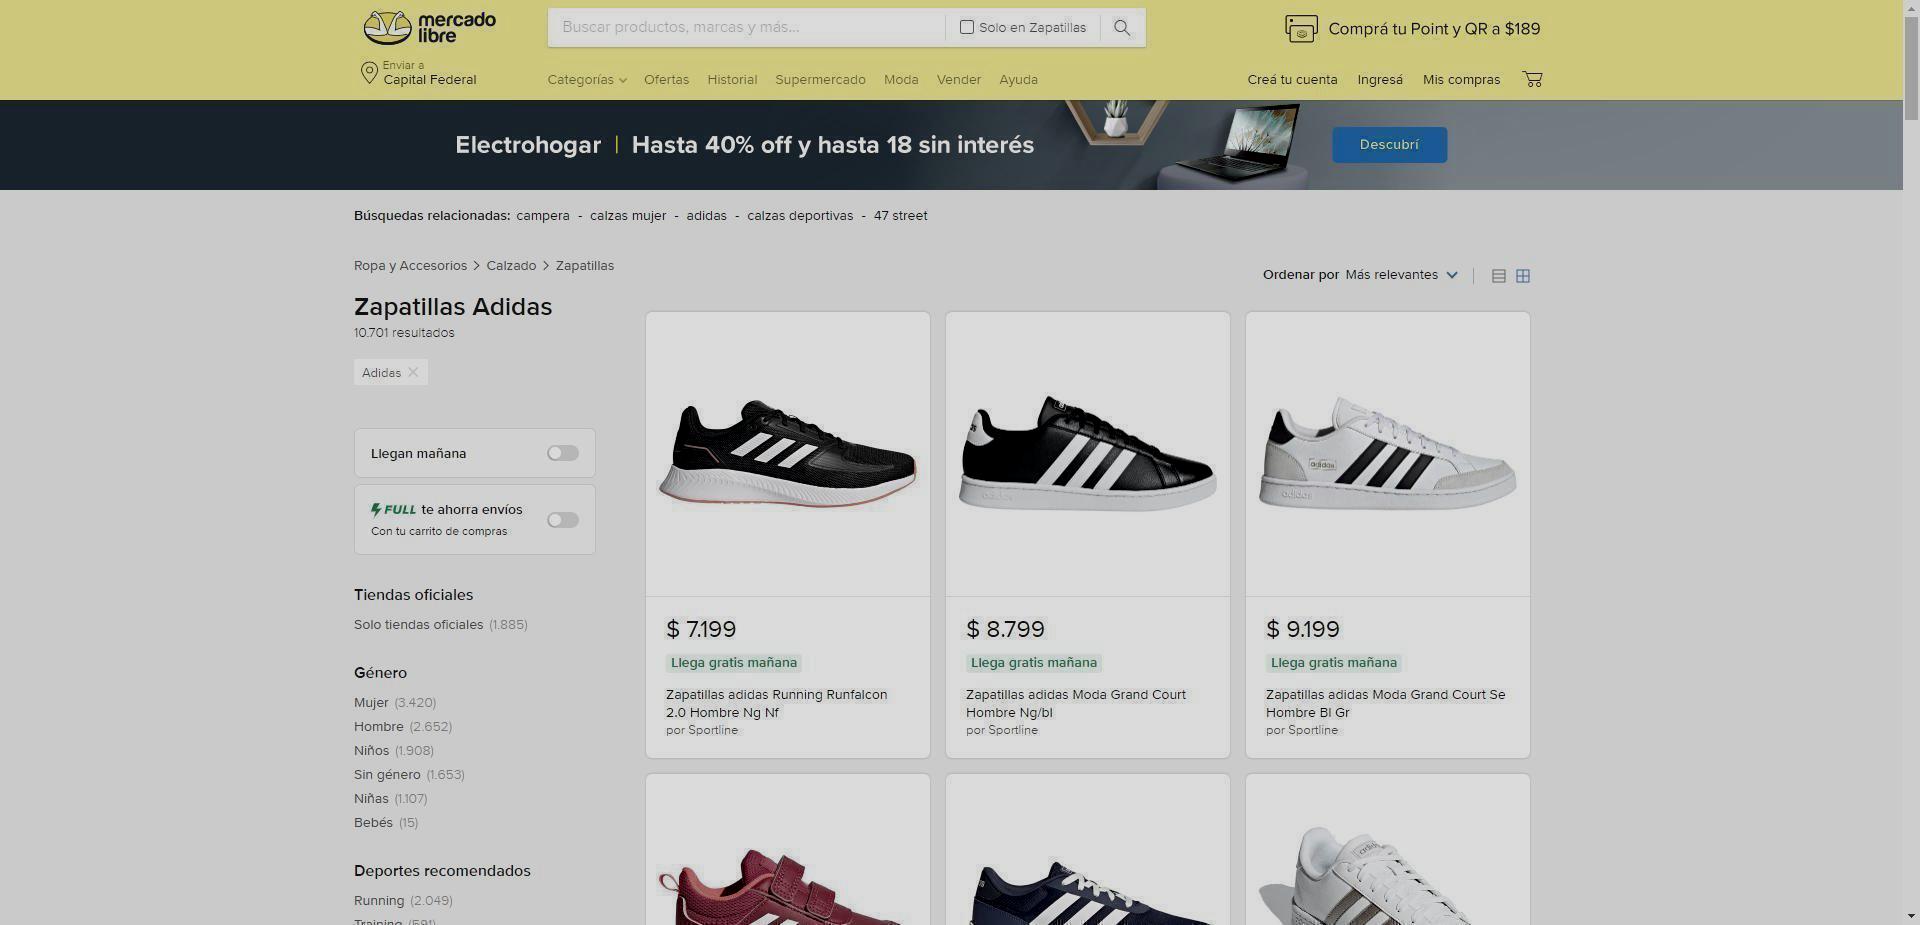 mercado
libre
Buscar productos, marcas y más...
Solo en Zapatillas
Comprá tu Point y QR a $189
Enviar a
Capital Federal
Categorías Ofertas Historial Supermercado Moda Vender Ayuda
Creá tu cuenta Ingresá Mis compras
Electrohogar | Hasta 40% off y hasta 18 sin interés
Descubrí
Búsquedas relacionadas: campera - calzas mujer - adidas - calzas deportivas - 47 street
Ropa y Accesorios > Calzado > Zapatillas
Ordenar por Más relevantes
Zapatillas Adidas
10.701 resultados
Adidas
Llegan mañana
FULL te ahorra envíos
Con tu carrito de compras
Tiendas oficiales
Solo tiendas oficiales (1.885)
Género
Mujer (3.420)
Hombre (2.652)
Niños (1.908)
Sin género (1.653)
Niñas (1.107)
Bebés (15)
Deportes recomendados
Running (2.049)
Training (591)
$ 7.199
Llega gratis mañana
Zapatillas adidas Running Runfalcon
2.0 Hombre Ng Nf
por Sportline
adidas
$ 8.799
Llega gratis mañana
Zapatillas adidas Moda Grand Court
Hombre Ng/bl
por Sportline
adidas
adidas
$ 9.199
Llega gratis mañana
Zapatillas adidas Moda Grand Court Se
Hombre Bl Gr
por Sportline